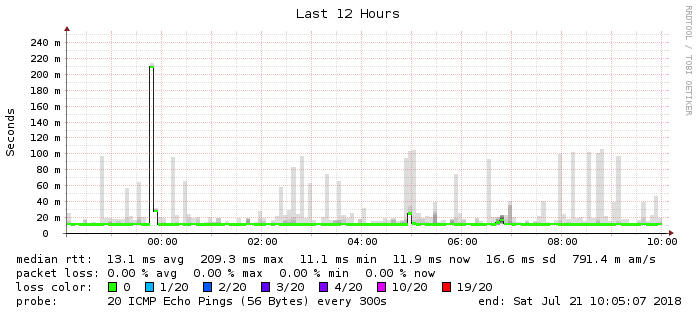 Last 12 Hours
RRDTOOL / TOBI OETIKER
Seconds
240 m
220 m
200 m
180 m
160 m
140 m
120 m
100 m
80 m
60 m
40 m
20 m
0
00:00 02:00 04:00 06:00 08:00 10:00
median rtt: 13.1 ms avg 209.3 ms max 11.1 ms min 11.9 ms now 16.6 ms sd 791.4 m am/s
packet loss: 0.00 % avg 0.00 % max 0.00 % min 0.00 % now
loss color: 0 1/20 2/20 3/20 4/20 10/20 19/20
probe: 20 ICMP Echo Pings (56 Bytes) every 300s end: Sat Jul 21 10:05:07 2018